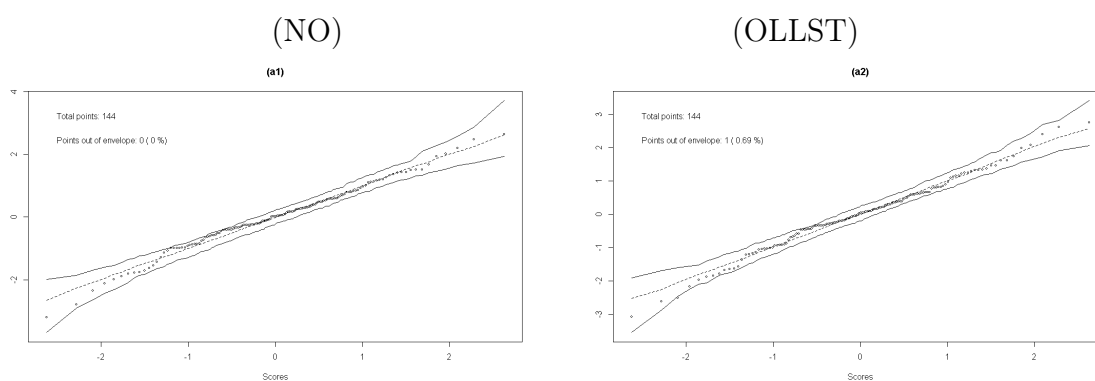 (NO)
(OLLST)
(a1)
(a2)
Total points: 144
Points out of envelope: 0 ( 0 %)
4
2
0
-2
-2
-1
0
1
2
Scores
Total points: 144
Points out of envelope: 1 ( 0.69 %)
3
2
1
0
-1
-2
-3
-2
-1
0
1
2
Scores